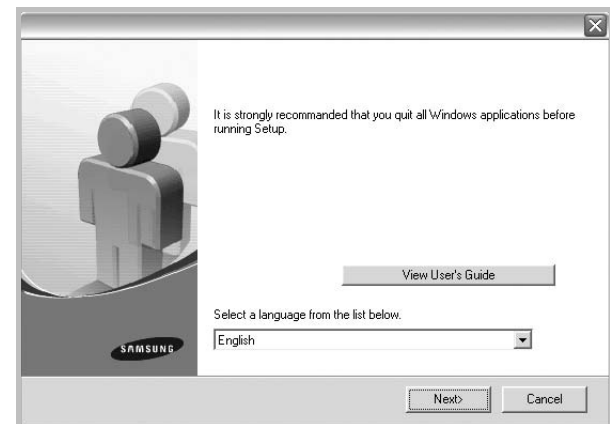 It is strongly recommanded that you quit all Windows applications before
running Setup.
View User's Guide
Select a language from the list below.
English
SAMSUNG
Next>
Cancel